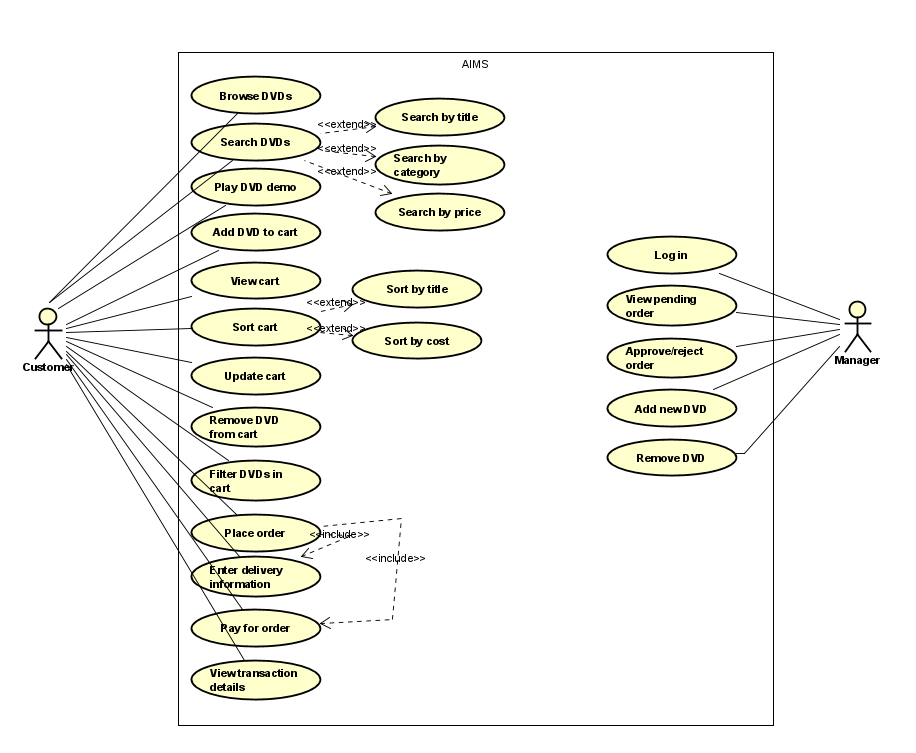 AIMS
Browse DVDs
Search DVDs
Play DVD demo
Add DVD to cart
View cart
Sort cart
Update cart
Remove DVD
from cart
Filter DVDs in
cart
Place order
Enter delivery
information
Pay for order
View transaction
details
<<extend>>
<<extend>>
<<extend>>
Search by title
Search by
category
Search by price
<<extend>>
<<extend>>
Sort by title
Sort by cost
<<include>>
<<include>>
Log in
View pending
order
Approve/reject
order
Add new DVD
Remove DVD
Customer
Manager